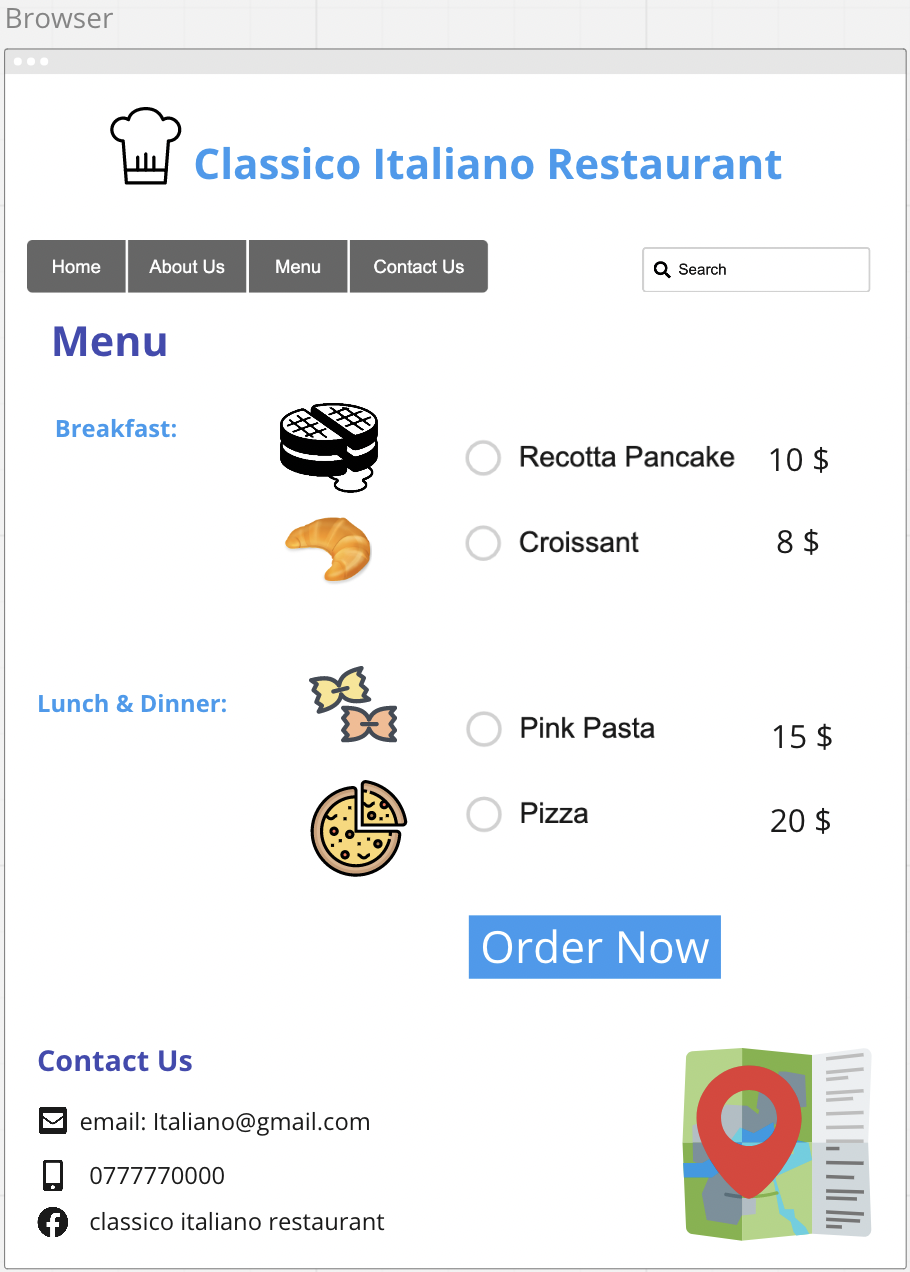 Browser
Classico Italiano Restaurant
Home About Us Menu Contact Us Search
Menu
Breakfast:
Recotta Pancake 10 $
Croissant 8 $
Lunch & Dinner:
Pink Pasta 15 $
Pizza 20 $
Order Now
Contact Us
email: Italiano@gmail.com
0777770000
classico italiano restaurant